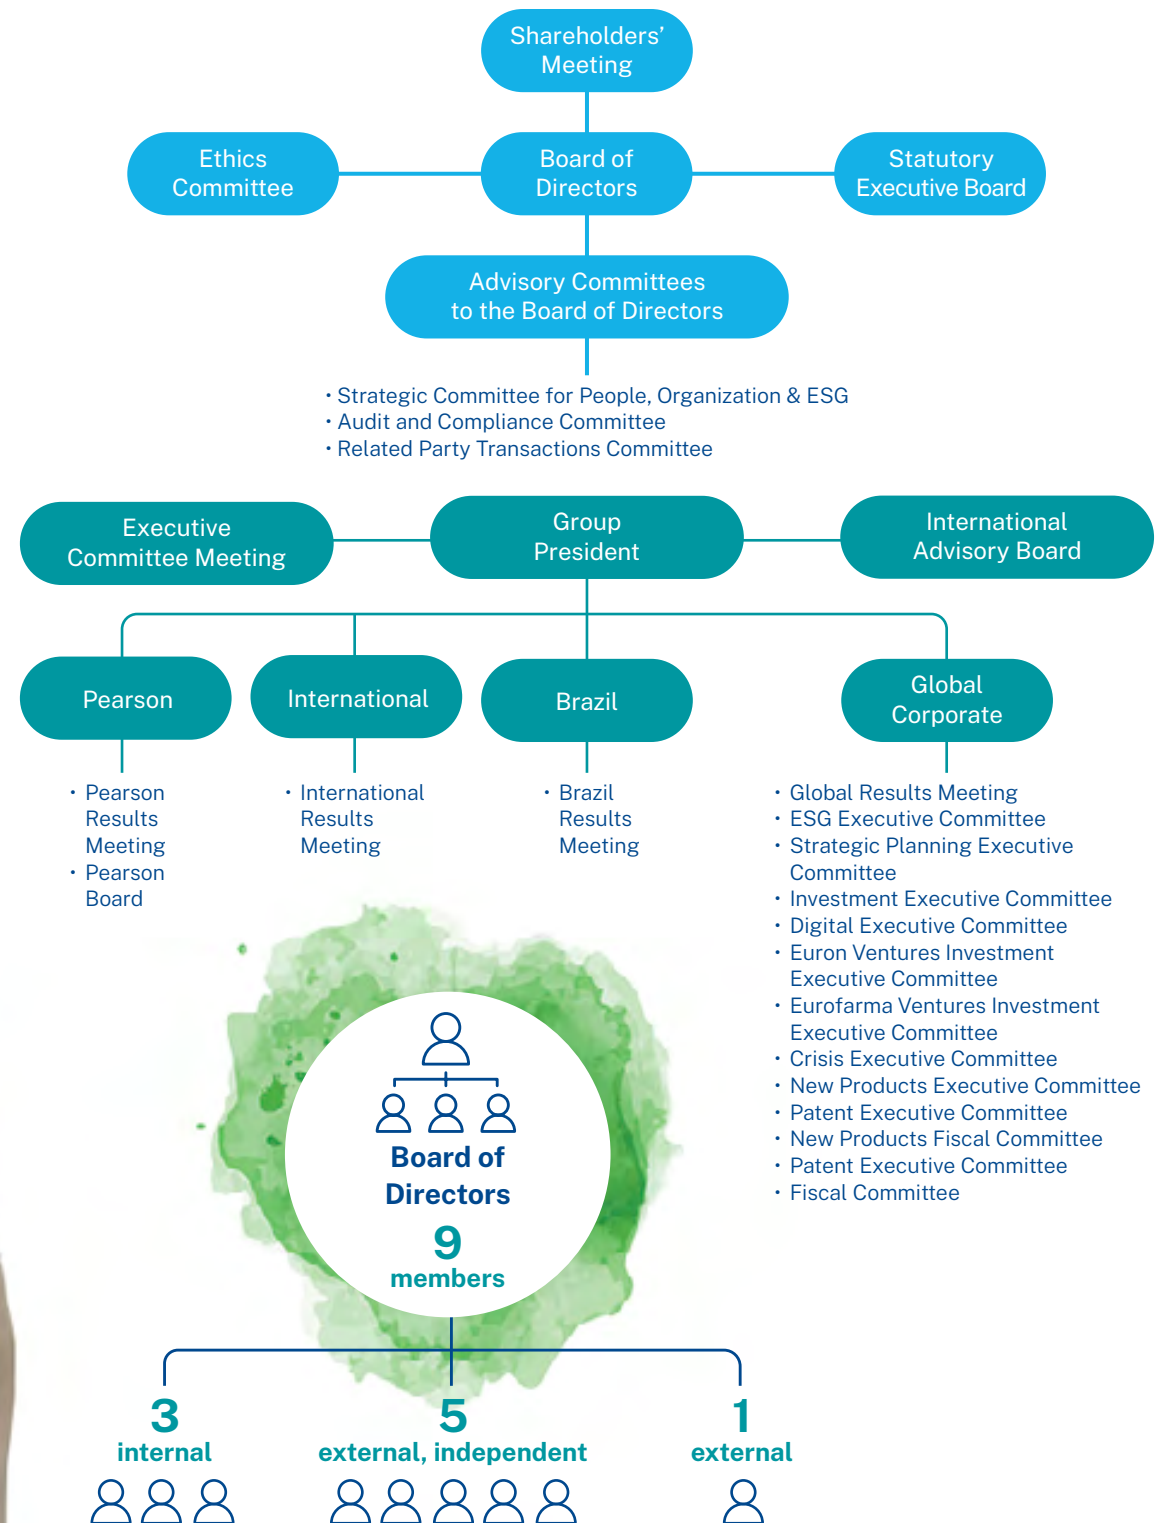 Shareholders’
Meeting
Ethics
Committee
Board of
Directors
Statutory
Executive Board
Advisory Committees
to the Board of Directors
• Strategic Committee for People, Organization & ESG
• Audit and Compliance Committee
• Related Party Transactions Committee
Executive
Committee Meeting
Group
President
International
Advisory Board
Pearson
International
Brazil
Global
Corporate
• Pearson
Results
Meeting
• Pearson
Board
• International
Results
Meeting
• Brazil
Results
Meeting
• Global Results Meeting
• ESG Executive Committee
• Strategic Planning Executive
Committee
• Investment Executive Committee
• Digital Executive Committee
• Euron Ventures Investment
Executive Committee
• Eurofarma Ventures Investment
Executive Committee
• Crisis Executive Committee
• New Products Executive Committee
• Patent Executive Committee
• New Products Fiscal Committee
• Patent Executive Committee
• Fiscal Committee
Board of
Directors
9
members
3
internal
5
external, independent
1
external